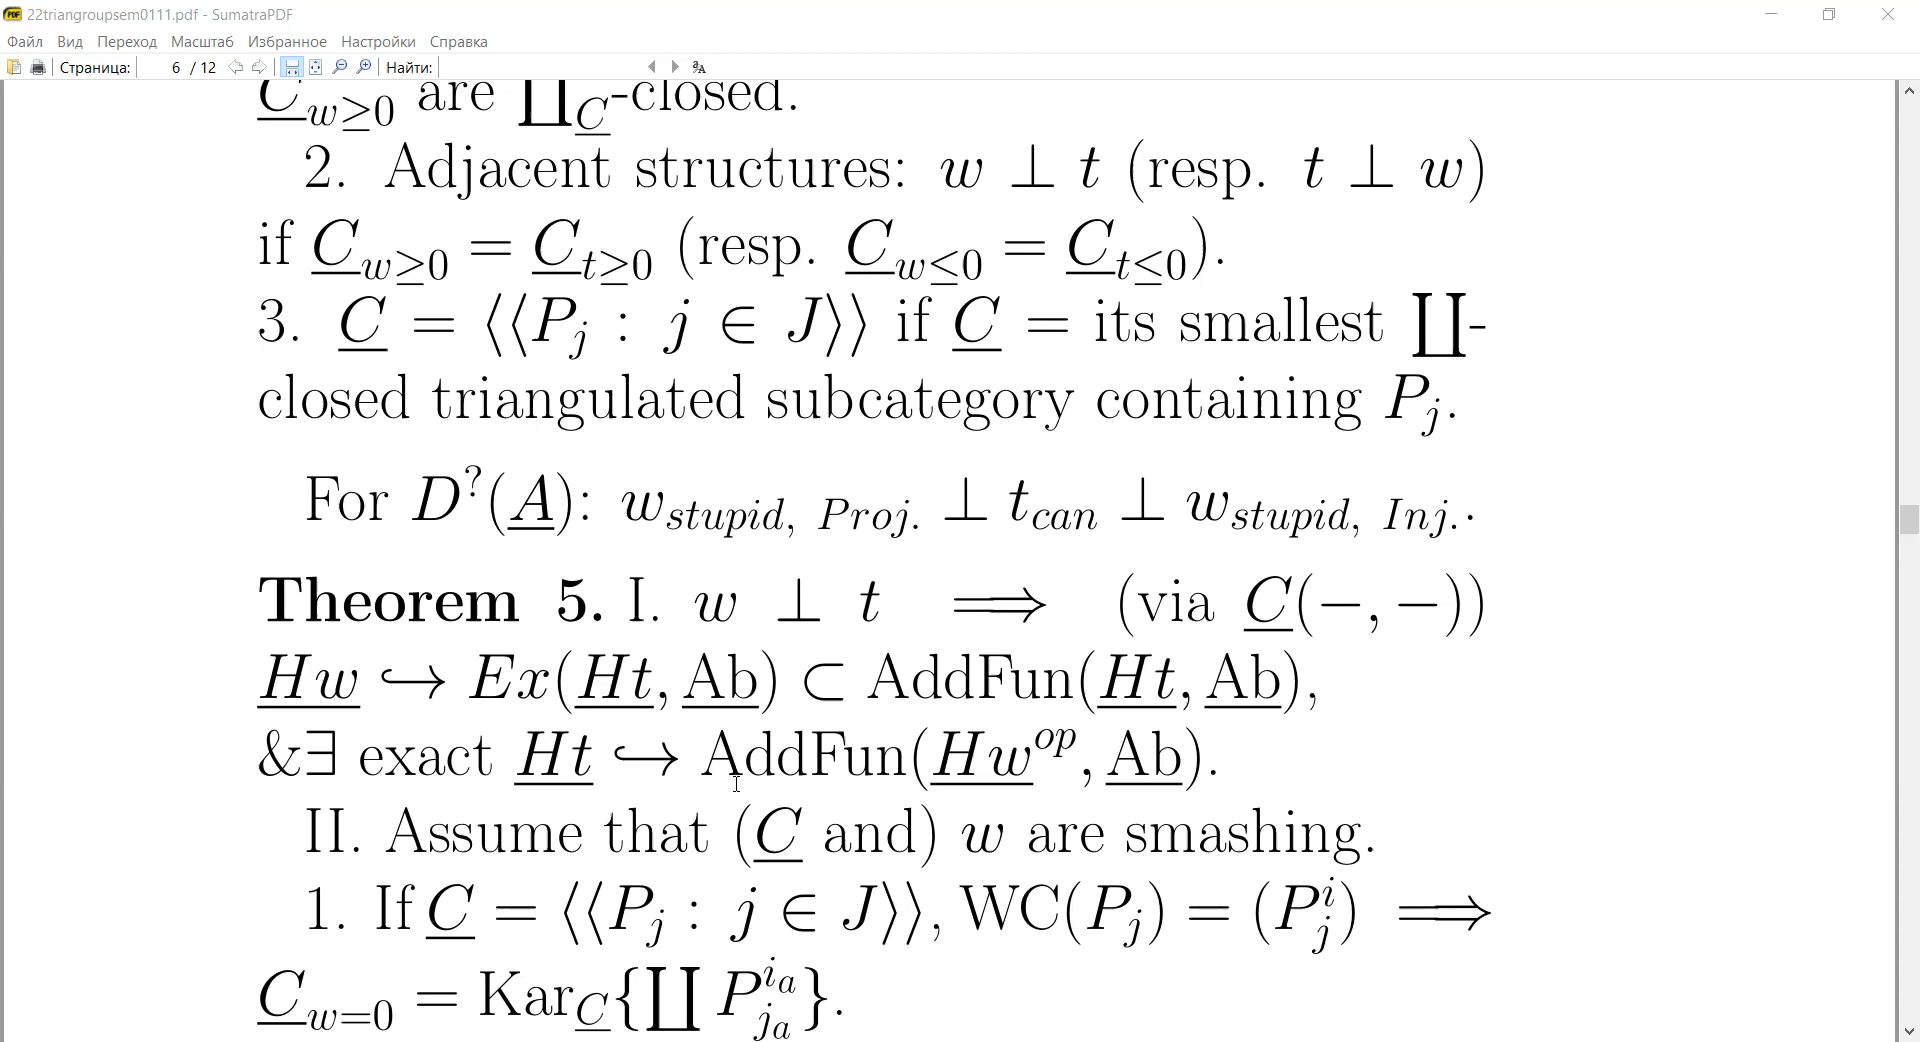 22triangroupsem0111.pdf - SumatraPDF
Файл Вид Переход Масштаб Избранное Настройки Справка
Страница: 6 / 12 Найти:
C_{w≥0} are ∐_C-closed.
2. Adjacent structures: w ⊥ t (resp. t ⊥ w)
if C_{w≥0} = C_{t≥0} (resp. C_{w≤0} = C_{t≤0}).
3. C = ⟨⟨P_j : j ∈ J⟩⟩ if C = its smallest ∐-
closed triangulated subcategory containing P_j.
For D^?(A): w_{stupid, Proj.} ⊥ t_{can} ⊥ w_{stupid, Inj.}.
Theorem 5. I. w ⊥ t ⟹ (via C(−, −))
Hw ↪ Ex(Ht, Ab) ⊂ AddFun(Ht, Ab),
&∃ exact Ht ↪ AddFun(Hw^{op}, Ab).
II. Assume that (C and) w are smashing.
1. If C = ⟨⟨P_j : j ∈ J⟩⟩, WC(P_j) = (P_j^i) ⟹
C_{w=0} = Kar_C{∐ P_{j_a}^{i_a}}.